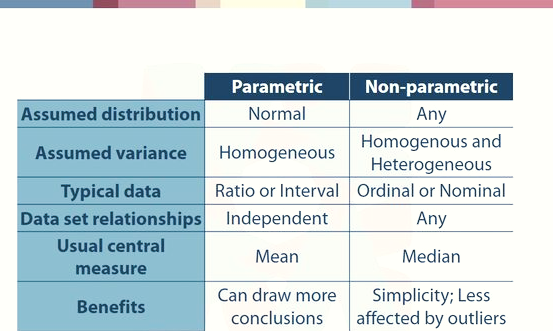 Parametric Non-parametric
Assumed distribution Normal Any
Assumed variance Homogeneous Homogenous and
Heterogeneous
Typical data Ratio or Interval Ordinal or Nominal
Data set relationships Independent Any
Usual central
measure Mean Median
Benefits Can draw more
conclusions Simplicity; Less
affected by outliers